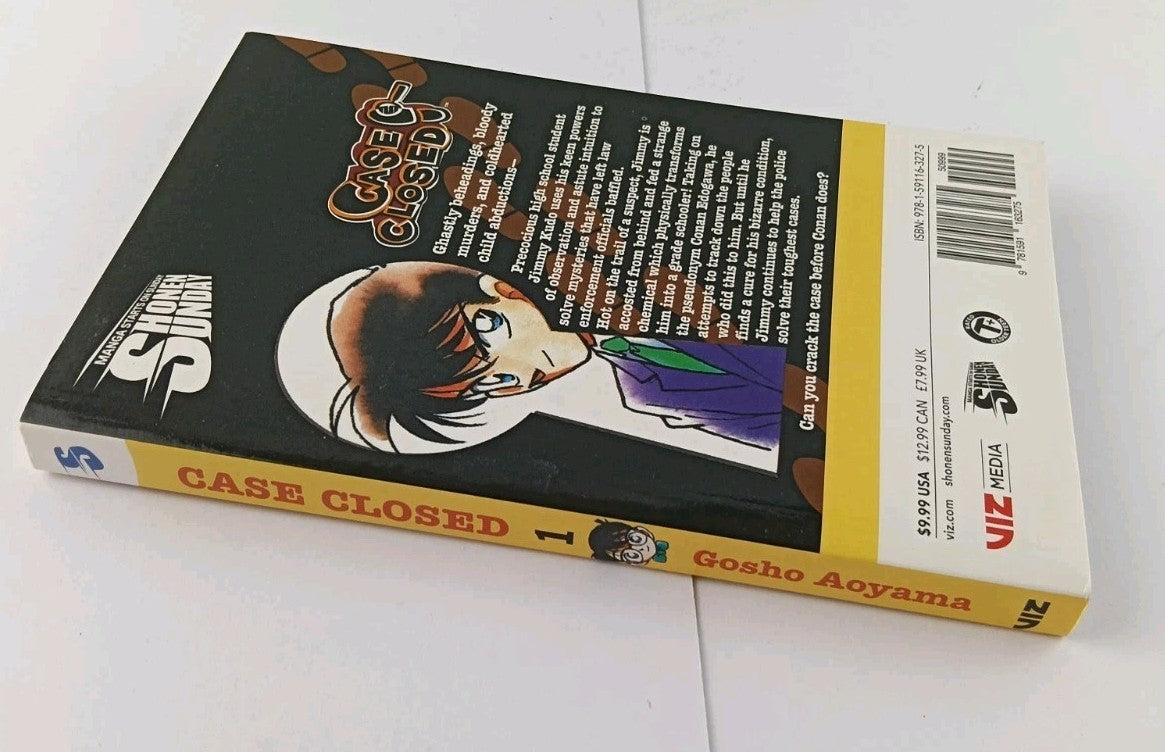 MANGA STARTS ON SUNDAY
SHONEN
SUNDAY
CASE
CLOSED
™
Ghastly beheadings, bloody
murders, and coldhearted
child abductions—
Precocious high school student
Jimmy Kudo uses his keen powers
of observation and astute intuition to
solve mysteries that have left law
enforcement officials baffled.
Hot on the trail of a suspect, Jimmy is
accosted from behind and fed a strange
chemical which physically transforms
him into a grade schooler! Taking on
the pseudonym Conan Edogawa, he
attempts to track down the people
who did this to him. But until he
finds a cure for his bizarre condition,
Jimmy continues to help the police
solve their toughest cases.
Can you crack the case before Conan does?
$9.99 USA $12.99 CAN £7.99 UK
viz.com shonensunday.com
VIZ MEDIA
SHONEN
SUNDAY
T+
ISBN: 978-1-59116-327-5
50999
9 781591 163275
S
CASE CLOSED 1 Gosho Aoyama
VIZ